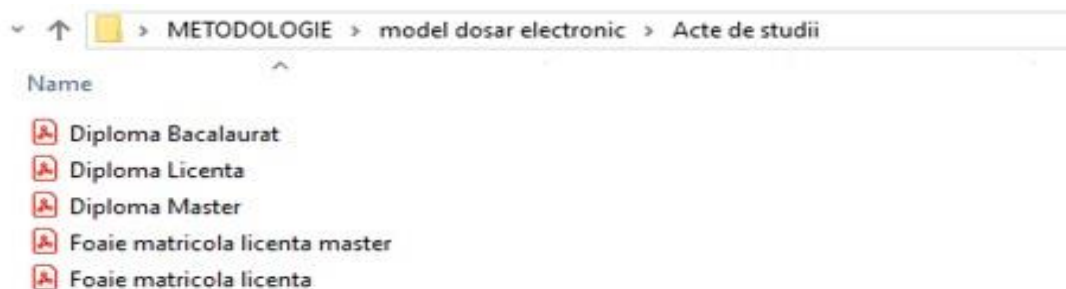 METODOLOGIE > model dosar electronic > Acte de studii
Name
Diploma Bacalaurat
Diploma Licenta
Diploma Master
Foaie matricola licenta master
Foaie matricola licenta